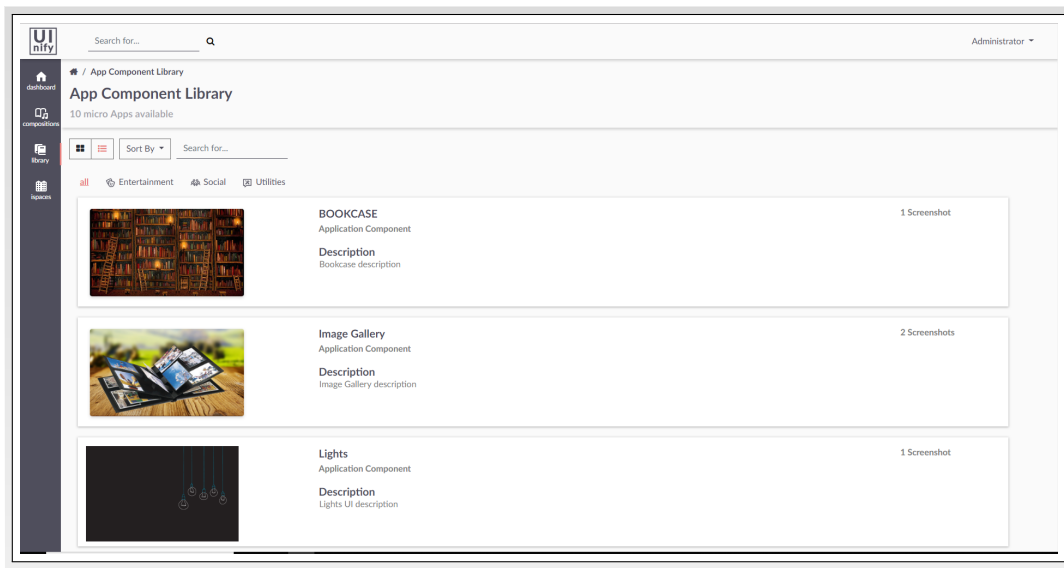 UI
nify
Search for...
Administrator
dashboard
compositions
library
ispaces
/ App Component Library
App Component Library
10 micro Apps available
Sort By
Search for...
all Entertainment Social Utilities
BOOKCASE
1 Screenshot
Application Component
Description
Bookcase description
Image Gallery
2 Screenshots
Application Component
Description
Image Gallery description
Lights
1 Screenshot
Application Component
Description
Lights UI description